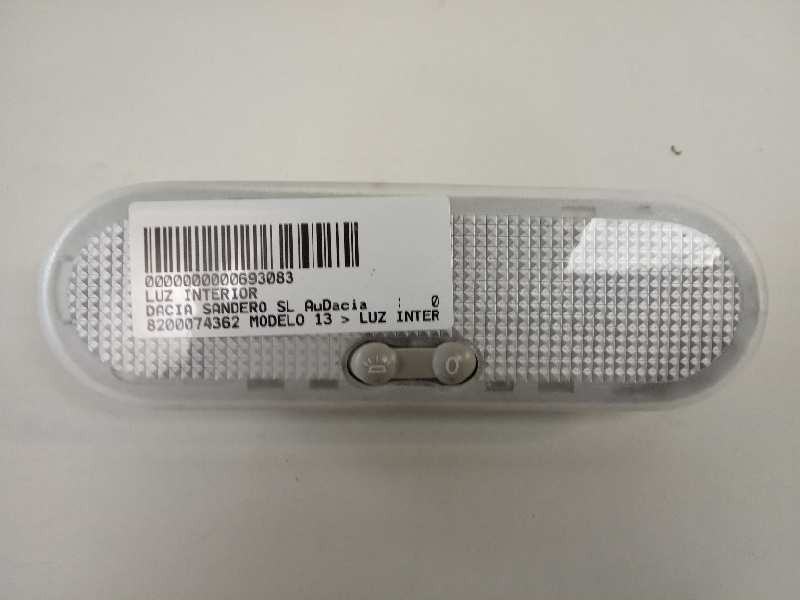 0000000000693083
LUZ INTERIOR
DACIA SANDERO SL AuDacia : 0
8200074362 MODELO 13 > LUZ INTER